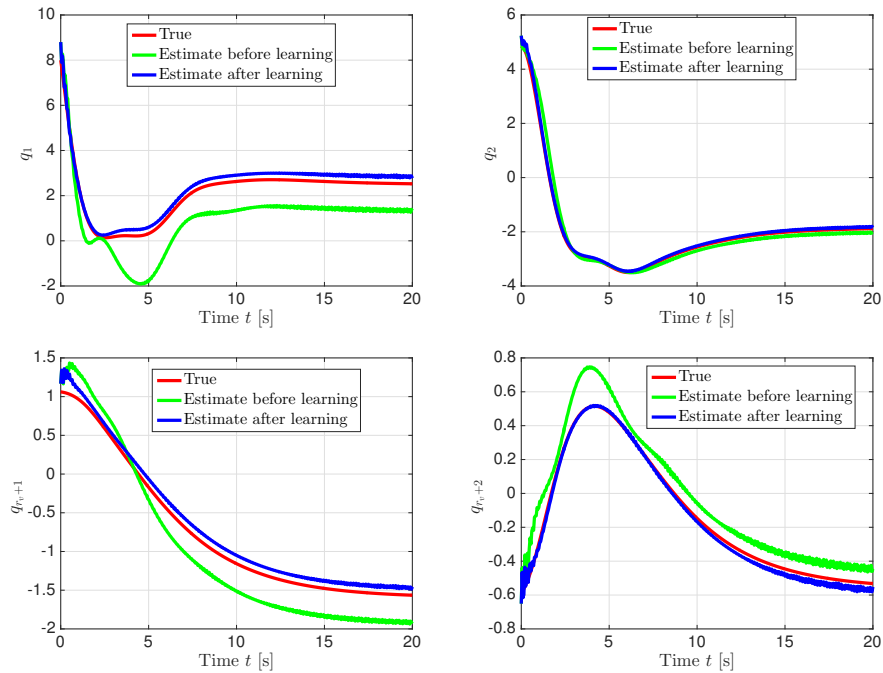 10
8
6
4
2
0
-2
q₁
0
5
10
15
20
Time t [s]
True
Estimate before learning
Estimate after learning
6
4
2
0
-2
-4
q₂
0
5
10
15
20
Time t [s]
True
Estimate before learning
Estimate after learning
1.5
1
0.5
0
-0.5
-1
-1.5
-2
qᵣᵥ₊₁
0
5
10
15
20
Time t [s]
True
Estimate before learning
Estimate after learning
0.8
0.6
0.4
0.2
0
-0.2
-0.4
-0.6
-0.8
qᵣᵥ₊₂
0
5
10
15
20
Time t [s]
True
Estimate before learning
Estimate after learning